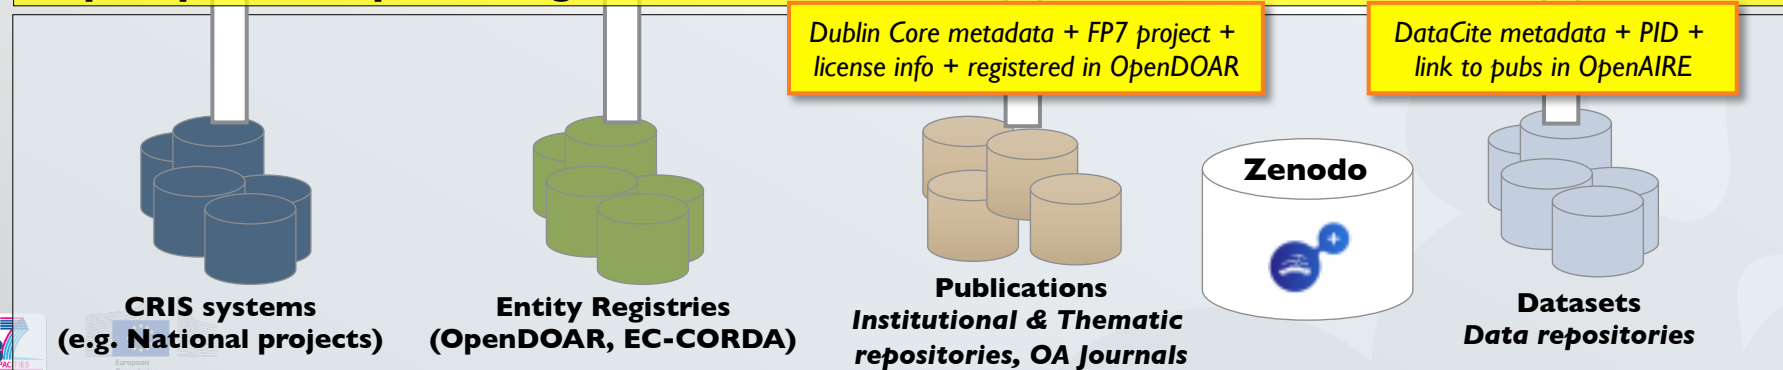 Dublin Core metadata + FP7 project +
license info + registered in OpenDOAR
DataCite metadata + PID +
link to pubs in OpenAIRE
Zenodo
CRIS systems
(e.g. National projects)
Entity Registries
(OpenDOAR, EC-CORDA)
Publications
Institutional & Thematic
repositories, OA Journals
Datasets
Data repositories
European